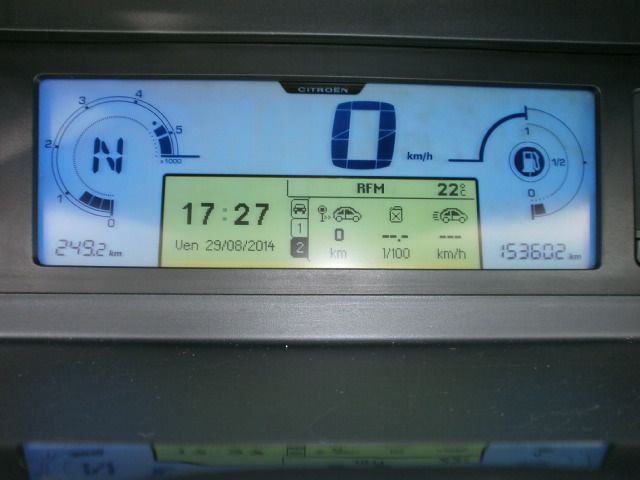 CITROËN
3 4
2 5
x1000
1 0
N
0 km/h
1
1/2
0
RFM 22°C
17:27
Ven 29/08/2014
1
2
0 --.- ---
km 1/100 km/h
249.2 km
153602 km